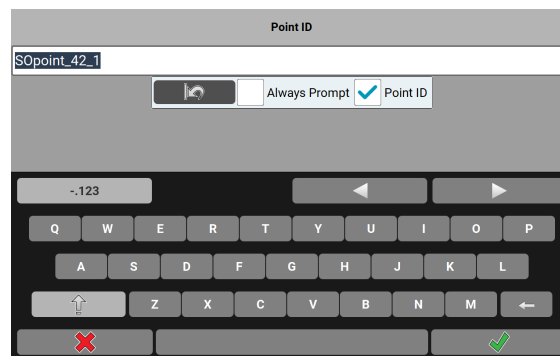 Point ID
SOpoint_42_1
Always Prompt Point ID
-.123
Q W E R T Y U I O P
A S D F G H J K L
Z X C V B N M